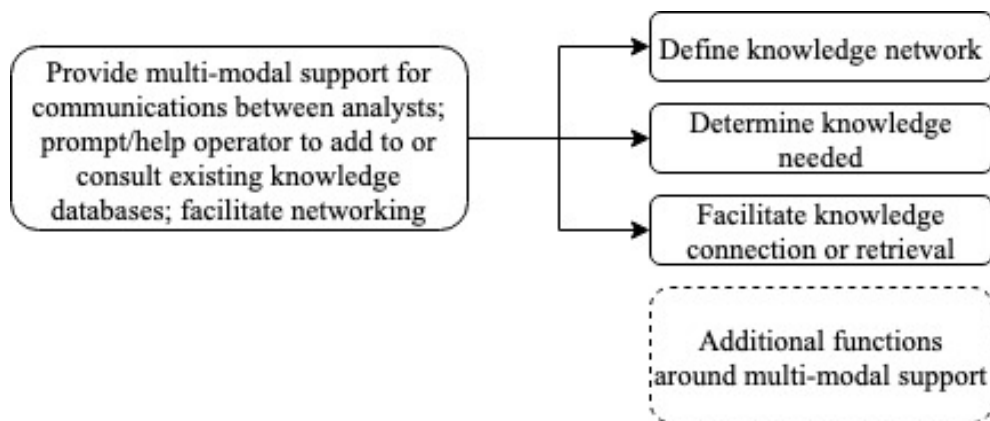 Provide multi-modal support for
communications between analysts;
prompt/help operator to add to or
consult existing knowledge
databases; facilitate networking
Define knowledge network
Determine knowledge
needed
Facilitate knowledge
connection or retrieval
Additional functions
around multi-modal support